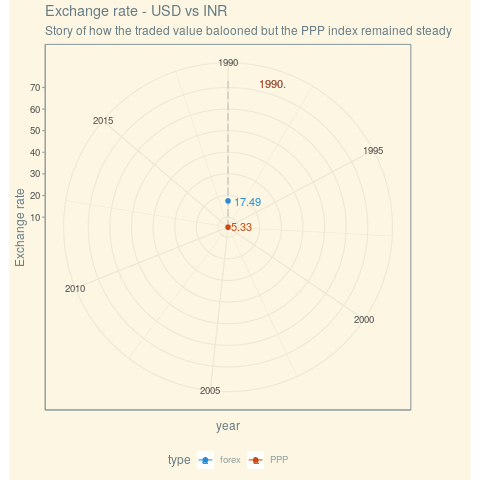 Exchange rate - USD vs INR
Story of how the traded value balooned but the PPP index remained steady
1990
1990.
70
60
50
40
30
20
10
2015
1995
17.49
5.33
Exchange rate
2010
2000
2005
year
type
forex
PPP